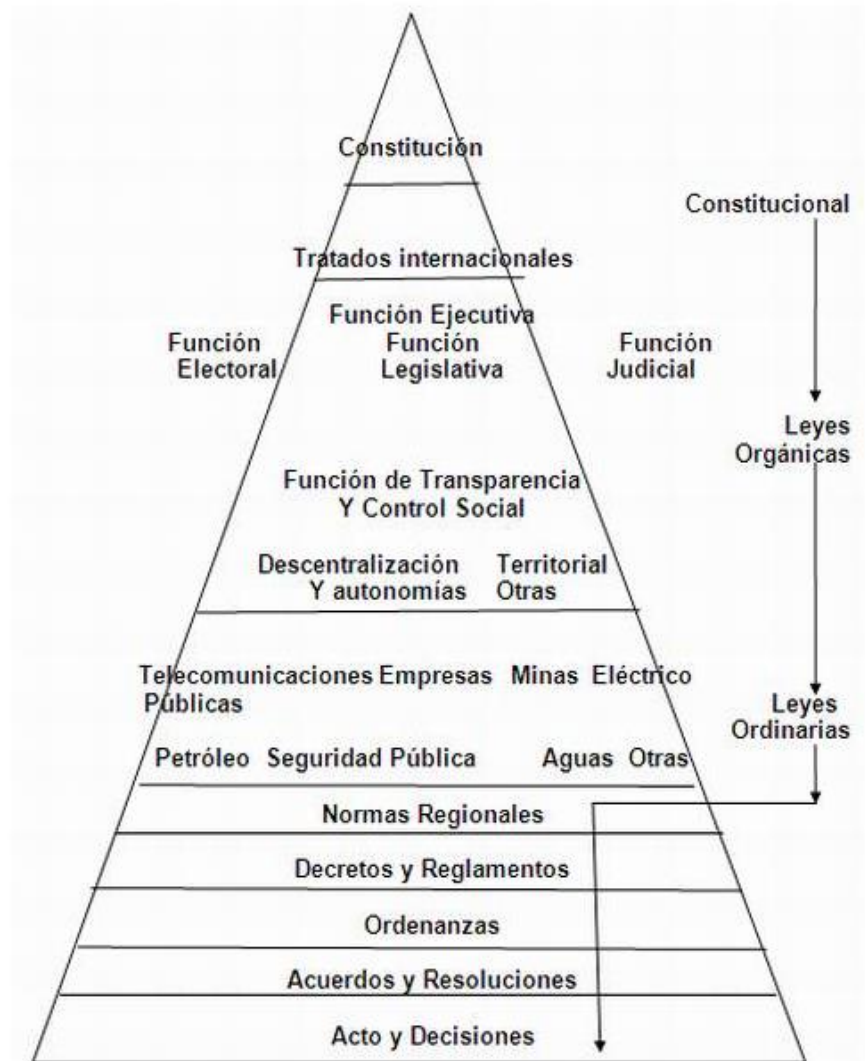 Constitución
Constitucional
Tratados internacionales
Función Ejecutiva
Función Función Función
Electoral Legislativa Judicial
Leyes
Orgánicas
Función de Transparencia
Y Control Social
Descentralización Territorial
Y autonomías Otras
Telecomunicaciones Empresas Minas Eléctrico
Públicas
Leyes
Ordinarias
Petróleo Seguridad Pública Aguas Otras
Normas Regionales
Decretos y Reglamentos
Ordenanzas
Acuerdos y Resoluciones
Acto y Decisiones